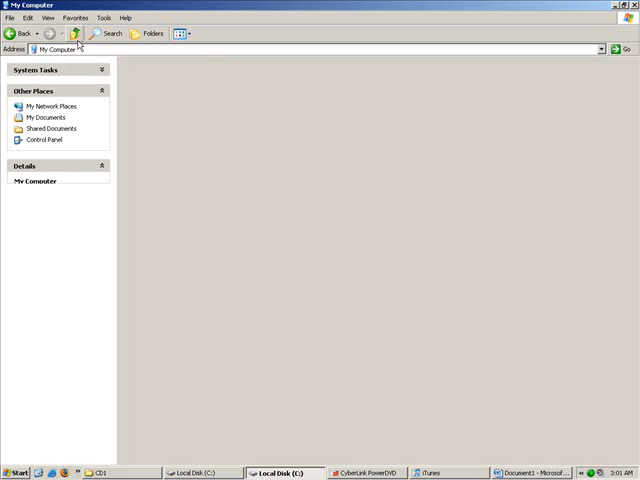 My Computer
File Edit View Favorites Tools Help
Back Search Folders
Address My Computer Go
System Tasks
Other Places
My Network Places
My Documents
Shared Documents
Control Panel
Details
My Computer
Start » CD1 Local Disk (C:) Local Disk (C:) CyberLink PowerDVD iTunes Document1 - Microsof... « 3:01 AM